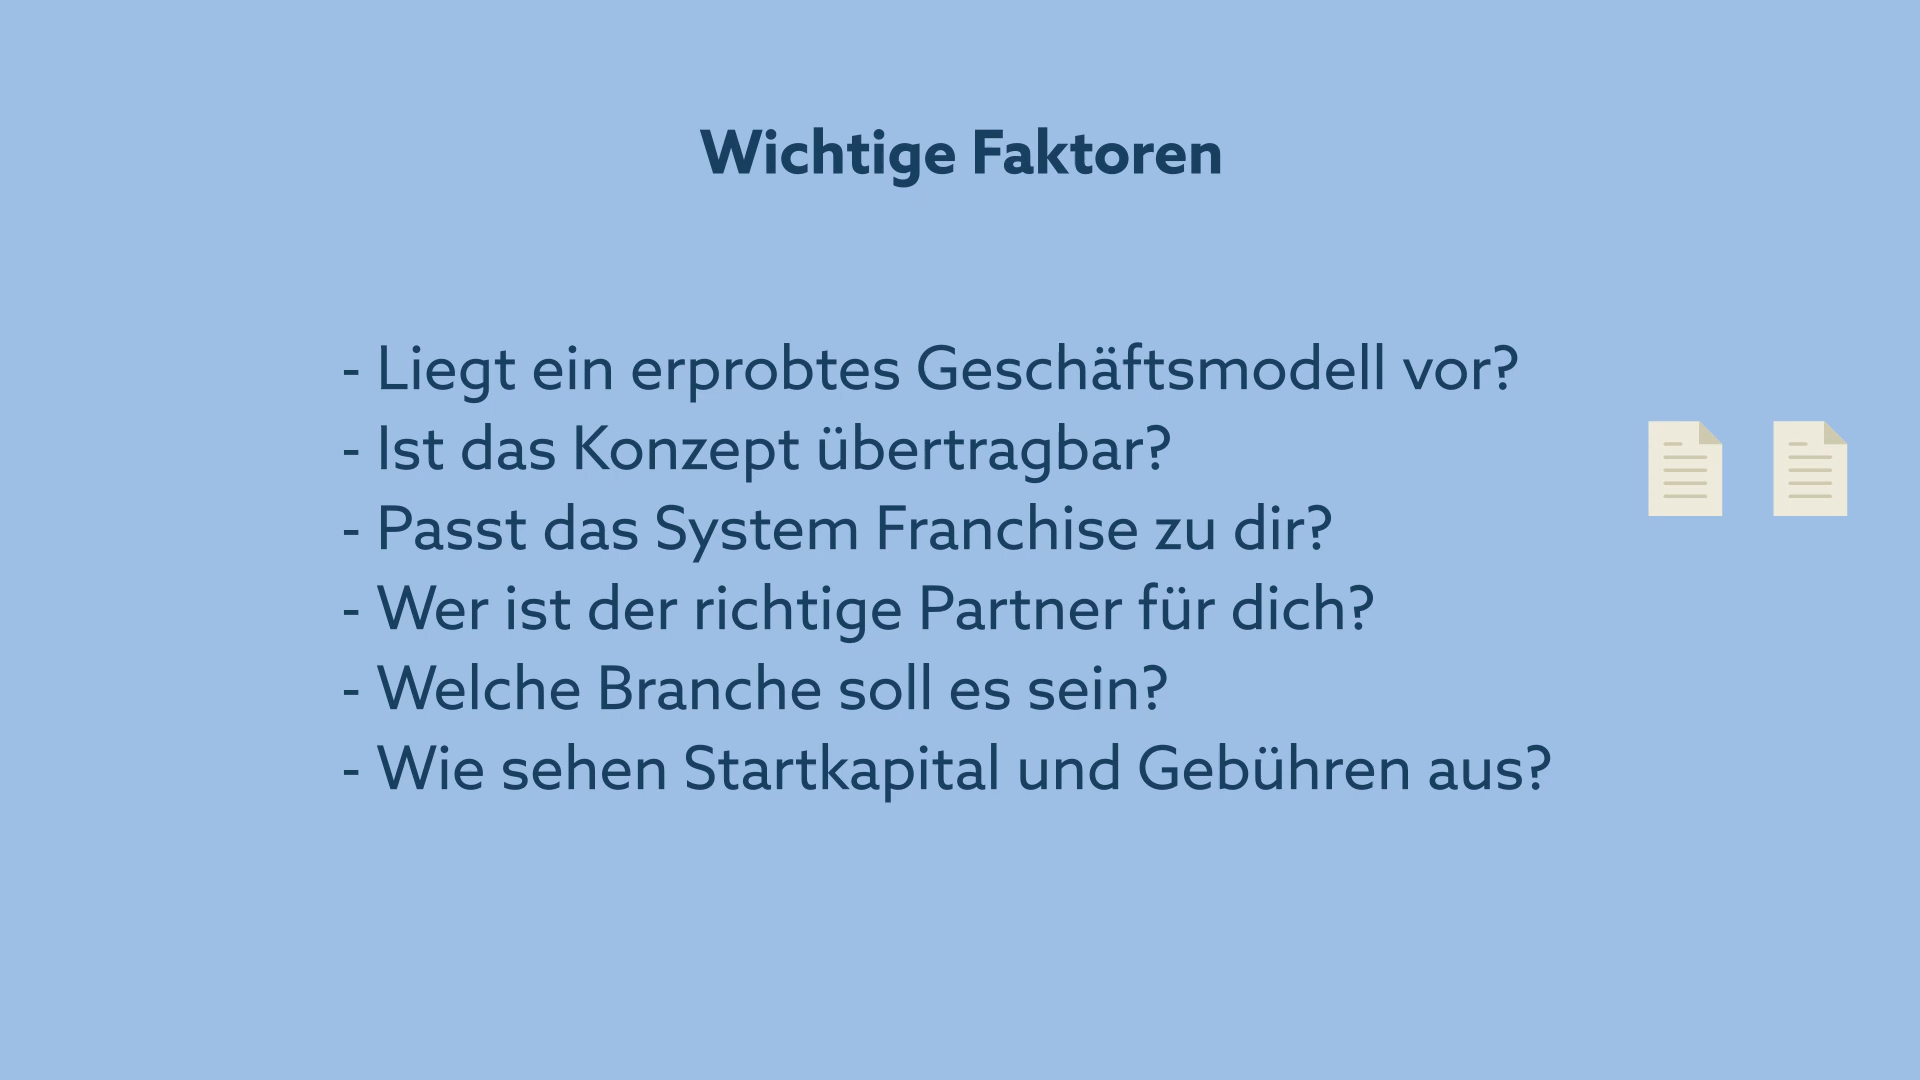 Wichtige Faktoren
- Liegt ein erprobtes Geschäftsmodell vor?
- Ist das Konzept übertragbar?
- Passt das System Franchise zu dir?
- Wer ist der richtige Partner für dich?
- Welche Branche soll es sein?
- Wie sehen Startkapital und Gebühren aus?